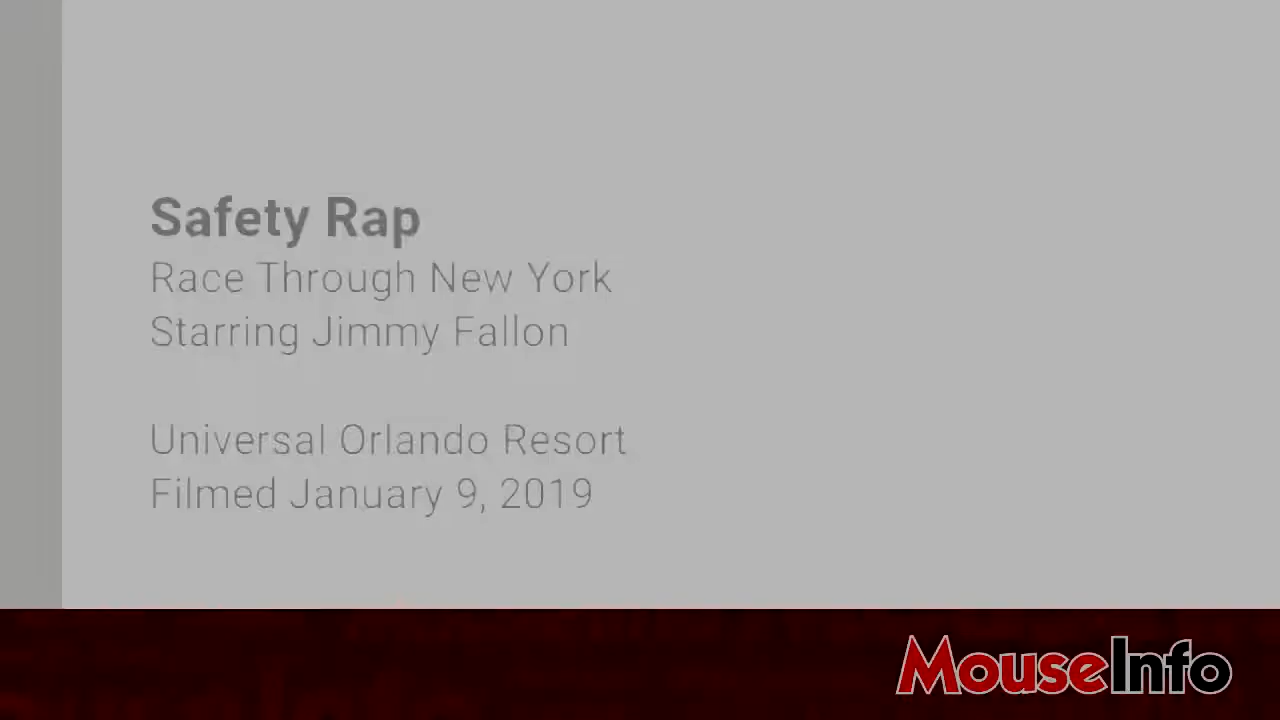 Safety Rap
Race Through New York
Starring Jimmy Fallon
Universal Orlando Resort
Filmed January 9, 2019
MouseInfo